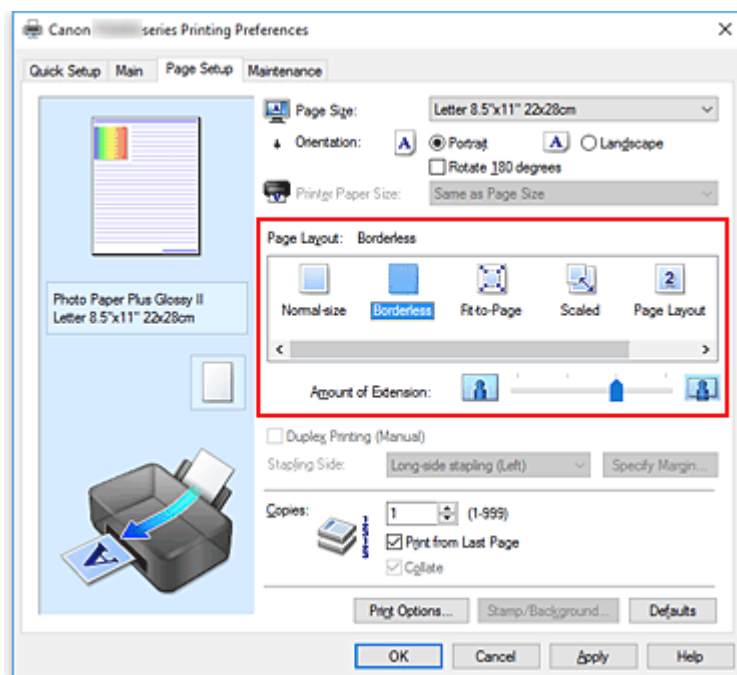 Canon series Printing Preferences
Quick Setup Main Page Setup Maintenance
Page Size: Letter 8.5"x11" 22x28cm
Orientation: A Portrait A Landscape
Rotate 180 degrees
Printer Paper Size: Same as Page Size
Page Layout: Borderless
2
Normal-size Borderless Fit-to-Page Scaled Page Layout
Photo Paper Plus Glossy II
Letter 8.5"x11" 22x28cm
Amount of Extension:
Duplex Printing (Manual)
Stapling Side: Long-side stapling (Left) Specify Margin...
Copies: 1 (1-999)
Print from Last Page
Collate
A
Print Options... Stamp/Background... Defaults
OK Cancel Apply Help